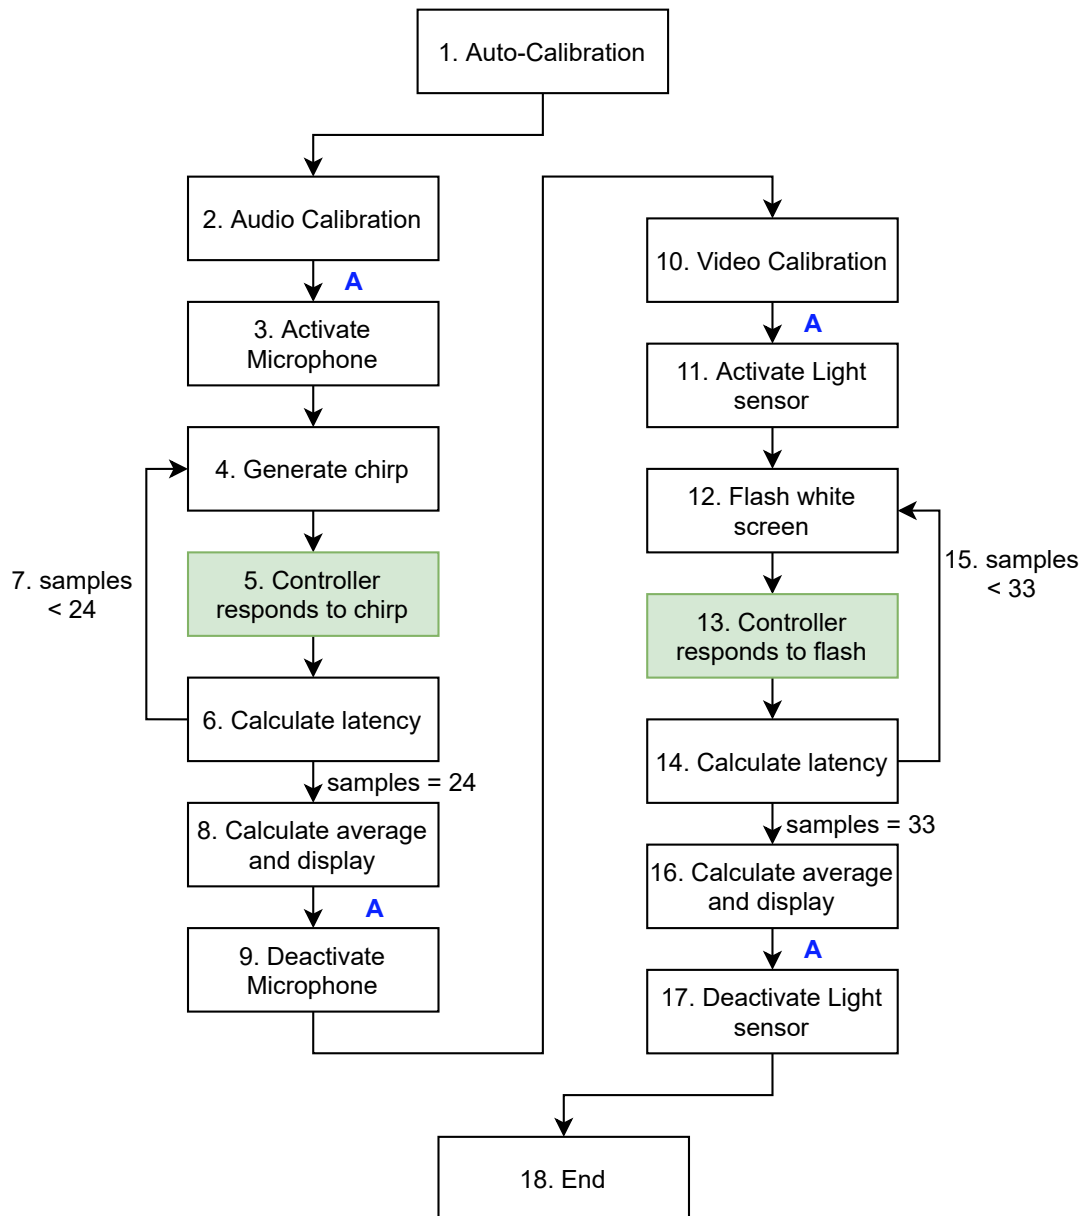 1. Auto-Calibration
2. Audio Calibration
A
3. Activate
Microphone
4. Generate chirp
5. Controller
responds to chirp
6. Calculate latency
7. samples
< 24
samples = 24
8. Calculate average
and display
A
9. Deactivate
Microphone
10. Video Calibration
A
11. Activate Light
sensor
12. Flash white
screen
13. Controller
responds to flash
14. Calculate latency
15. samples
< 33
samples = 33
16. Calculate average
and display
A
17. Deactivate Light
sensor
18. End